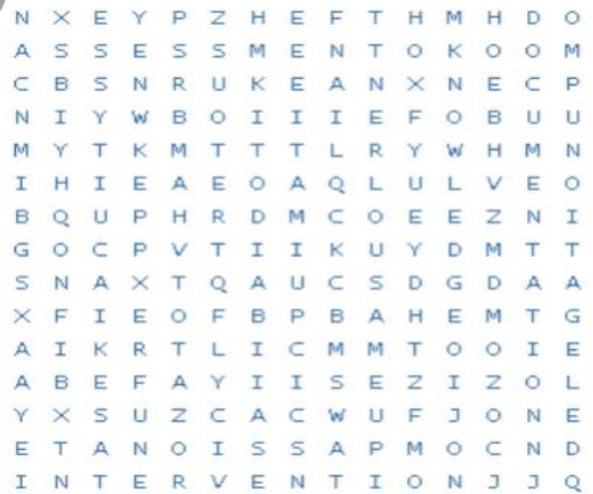 N X E Y P Z H E F T H M H D O
A S S E S S M E N T O K O O M
C B S N R U K E A N X N E C P
N I Y W B O I I I E F O B U U
M Y T K M T T T L R Y W H M N
I H I E A E O A Q L U L V E O
B Q U P H R D M C O E E Z N I
G O C P V T I I K U Y D M T T
S N A X T Q A U C S D G D A A
X F I E O F B P B A H E M T G
A I K R T L I C M M T O O I E
A B E F A Y I I S E Z I Z O L
Y X S U Z C A C W U F J O N E
E T A N O I S S A P M O C N D
I N T E R V E N T I O N J J Q